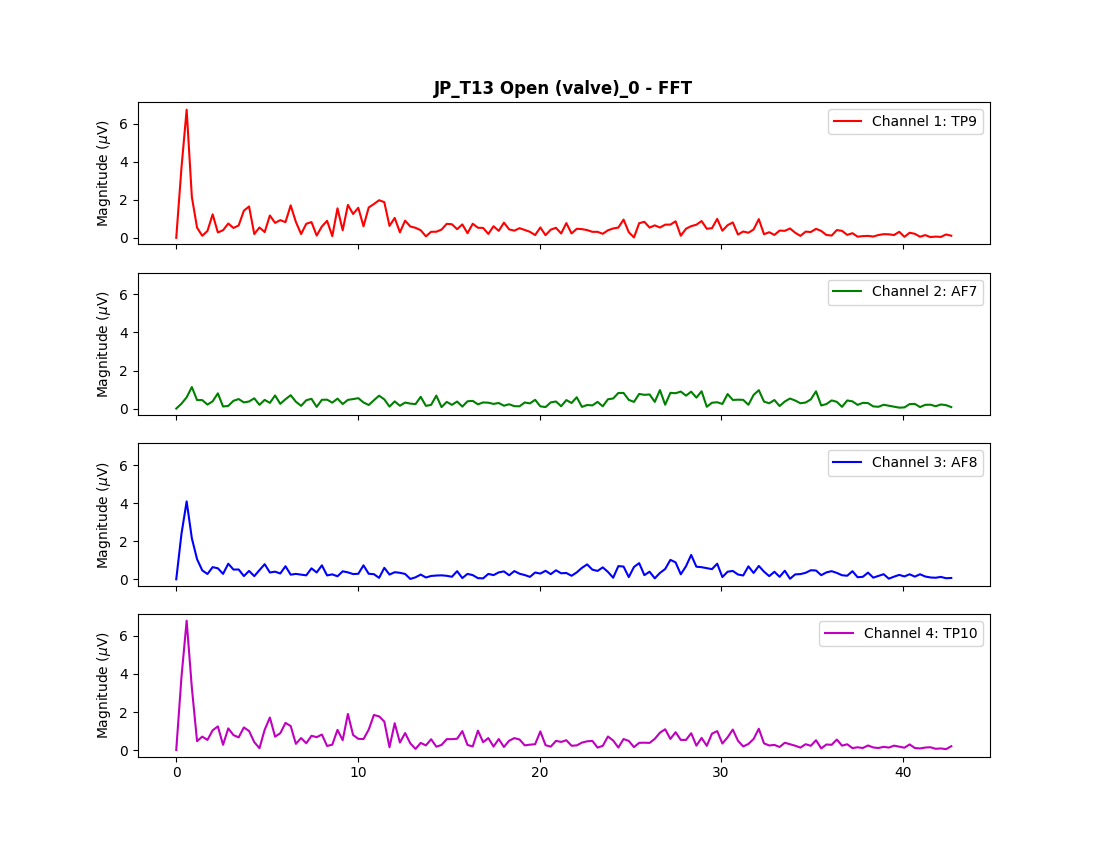 JP_T13 Open (valve)_0 - FFT
Magnitude (μV)
6
4
2
0
Channel 1: TP9
Magnitude (μV)
6
4
2
0
Channel 2: AF7
Magnitude (μV)
6
4
2
0
Channel 3: AF8
Magnitude (μV)
6
4
2
0
Channel 4: TP10
0 10 20 30 40